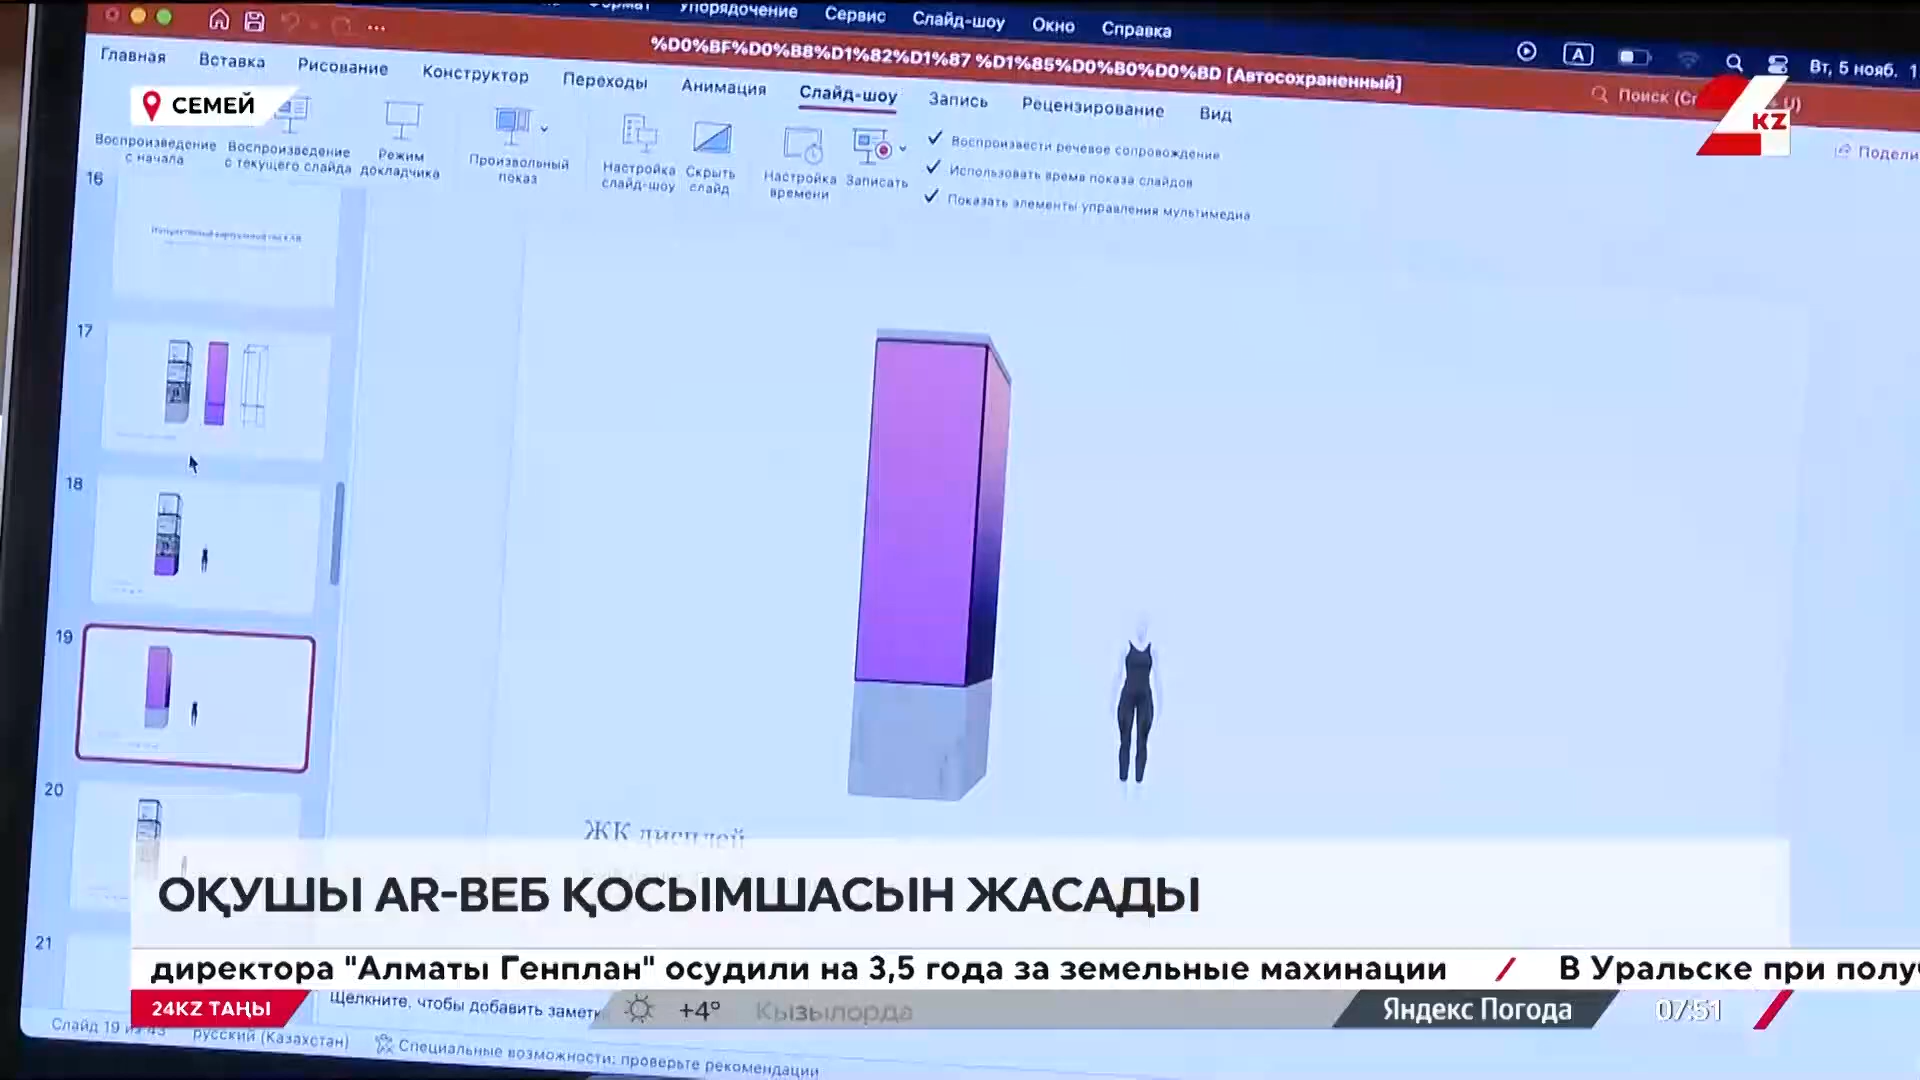 Упорядочение Сервис Слайд-шоу Окно Справка
%D0%BF%D0%B8%D1%82%D1%87 %D1%85%D0%B0%D0%BD [Автосохраненный]
A
Вт, 5 нояб.
Главная Вставка Рисование Конструктор Переходы Анимация Слайд-шоу Запись Рецензирование Вид
Поиск
СЕМЕЙ
KZ
Воспроизведение с начала
Воспроизведение с текущего слайда
Режим докладчика
Произвольный показ
Настройка слайд-шоу
Скрыть слайд
Настройка времени
Записать
Воспроизвести речевое сопровождение
Использовать время показа слайдов
Показать элементы управления мультимедиа
16
17
18
19
20
21
ЖК дисплей
ОҚУШЫ AR-ВЕБ ҚОСЫМШАСЫН ЖАСАДЫ
директора "Алматы Генплан" осудили на 3,5 года за земельные махинации / В Уральске при
24KZ ТАҢЫ
Щелкните, чтобы добавить
+4° Кызылорда
Яндекс Погода
07:51
Слайд 19 из 43
русский (Казахстан)
Специальные возможности: проверьте рекомендации